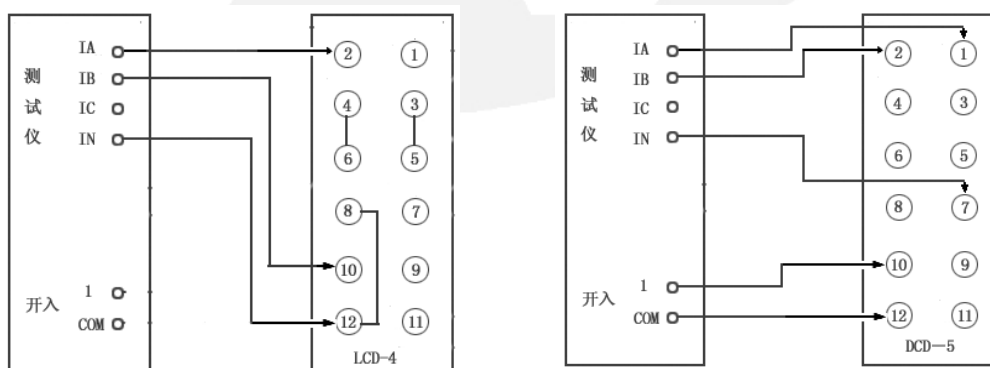 IA
测 IB
试 IC
仪 IN
1
开入
COM
② ①
④ ③
⑥ ⑤
⑧ ⑦
⑩ ⑨
⑫ ⑪
LCD-4
IA
测 IB
试 IC
仪 IN
1
开入
COM
② ①
④ ③
⑥ ⑤
⑧ ⑦
⑩ ⑨
⑫ ⑪
DCD—5